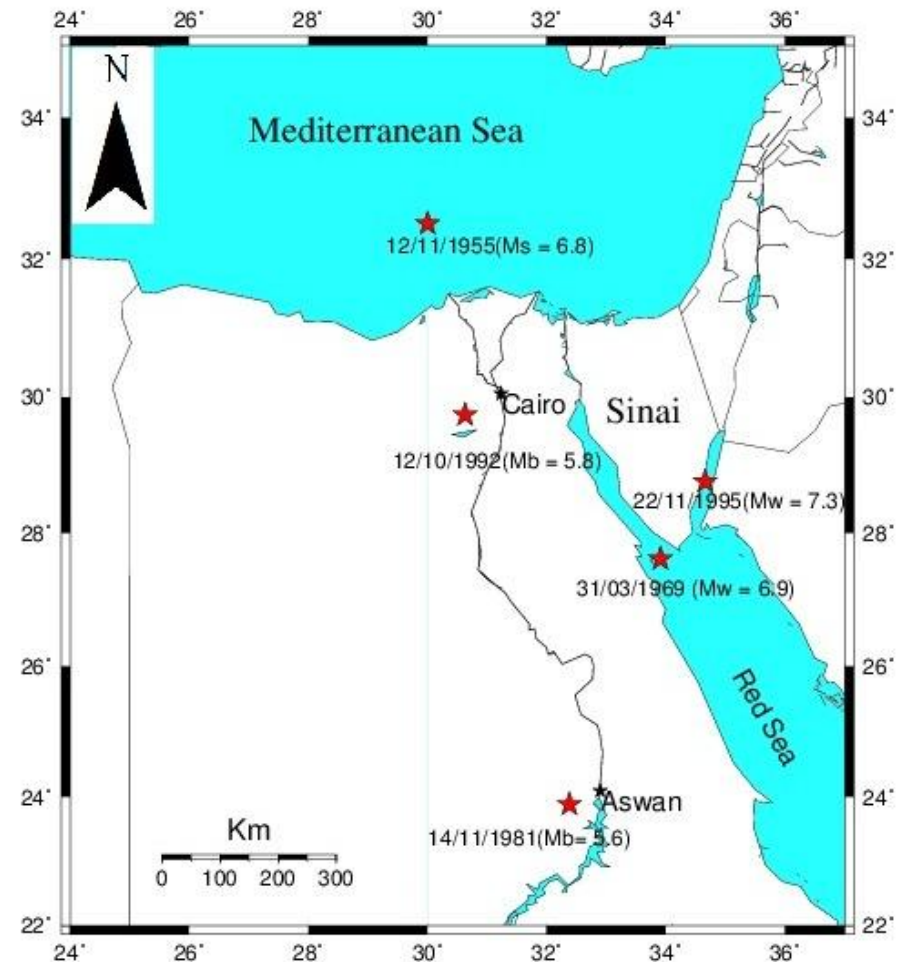 24° 26° 28° 30° 32° 34° 36°
N
34° 34°
Mediterranean Sea
12/11/1955(Ms = 6.8)
32° 32°
30° 30°
Cairo
Sinai
12/10/1992(Mb = 5.8)
22/11/1995(Mw = 7.3)
28° 28°
31/03/1969 (Mw = 6.9)
26° 26°
Red Sea
24° 24°
Aswan
14/11/1981(Mb= 5.6)
Km
0 100 200 300
22° 22°
24° 26° 28° 30° 32° 34° 36°